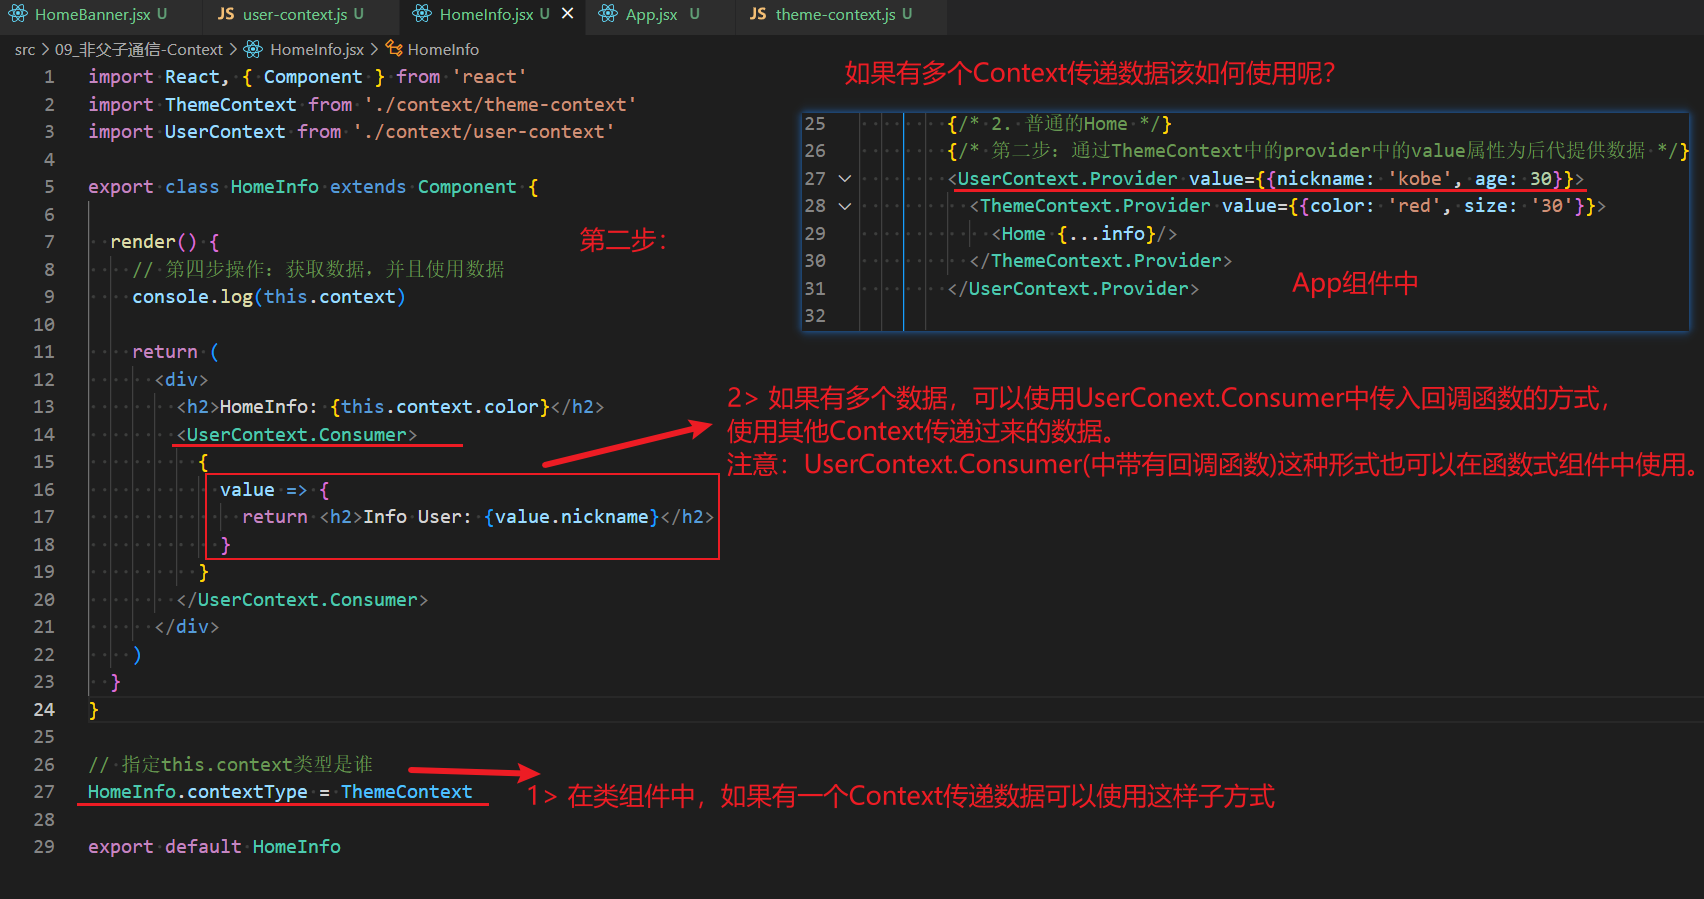 HomeBanner.jsx U JS user-context.js U HomeInfo.jsx U × App.jsx U JS theme-context.js U
src > 09_非父子通信-Context > HomeInfo.jsx > HomeInfo
1 import React, { Component } from 'react'
2 import ThemeContext from './context/theme-context'
3 import UserContext from './context/user-context'
4
5 export class HomeInfo extends Component {
6
7 render() {
8 // 第四步操作: 获取数据, 并且使用数据
9 console.log(this.context)
10
11 return (
12 <div>
13 <h2>HomeInfo: {this.context.color}</h2>
14 <UserContext.Consumer>
15 {
16 value => {
17 return <h2>Info User: {value.nickname}</h2>
18 }
19 }
20 </UserContext.Consumer>
21 </div>
22 )
23 }
24 }
25
26 // 指定this.context类型是谁
27 HomeInfo.contextType = ThemeContext
28
29 export default HomeInfo
如果有多个Context传递数据该如何使用呢?
25 {/* 2. 普通的Home */}
26 {/* 第二步: 通过ThemeContext中的provider中的value属性为后代提供数据 */}
27 <UserContext.Provider value={{nickname: 'kobe', age: 30}}>
28 <ThemeContext.Provider value={{color: 'red', size: '30'}}>
29 <Home {...info}/>
30 </ThemeContext.Provider>
31 </UserContext.Provider>
32
App组件中
第二步:
2> 如果有多个数据, 可以使用UserConext.Consumer中传入回调函数的方式,
使用其他Context传递过来的数据。
注意: UserContext.Consumer(中带有回调函数)这种形式也可以在函数式组件中使用。
1> 在类组件中, 如果有一个Context传递数据可以使用这样子方式